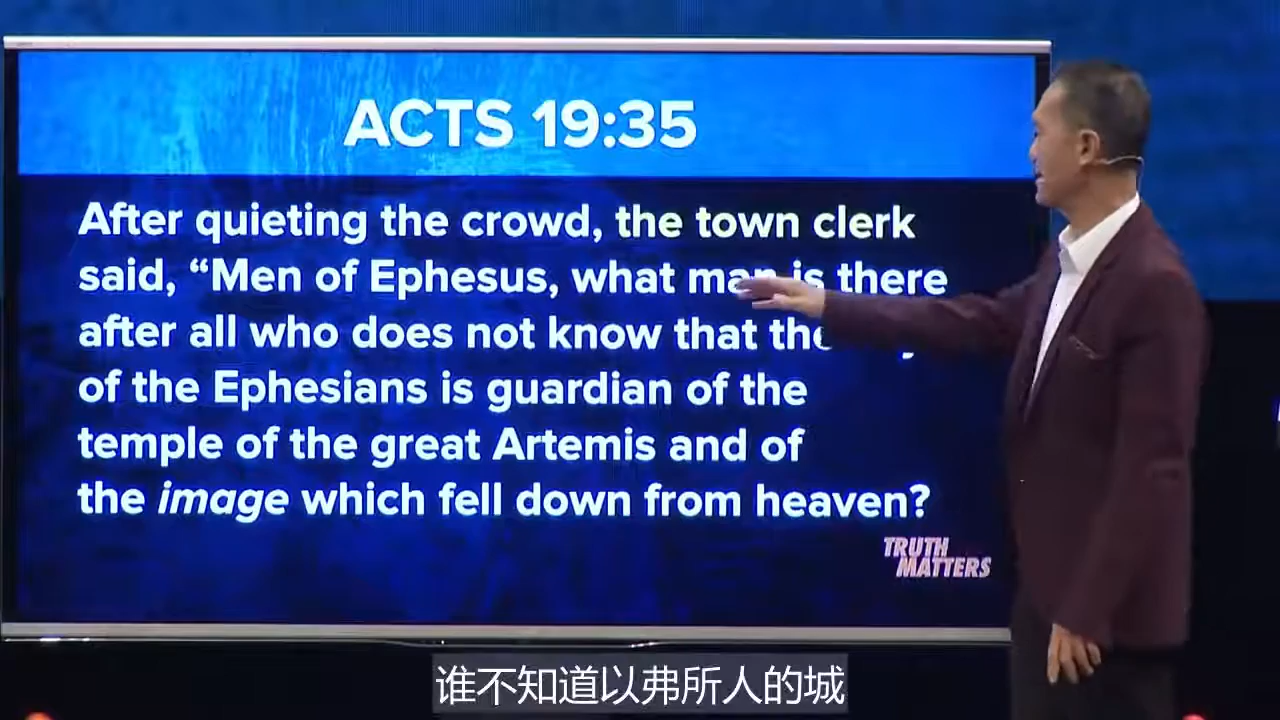 ACTS 19:35
After quieting the crowd, the town clerk
said, “Men of Ephesus, what man is there
after all who does not know that the
of the Ephesians is guardian of the
temple of the great Artemis and of
the image which fell down from heaven?
TRUTH
MATTERS
谁不知道以弗所人的城